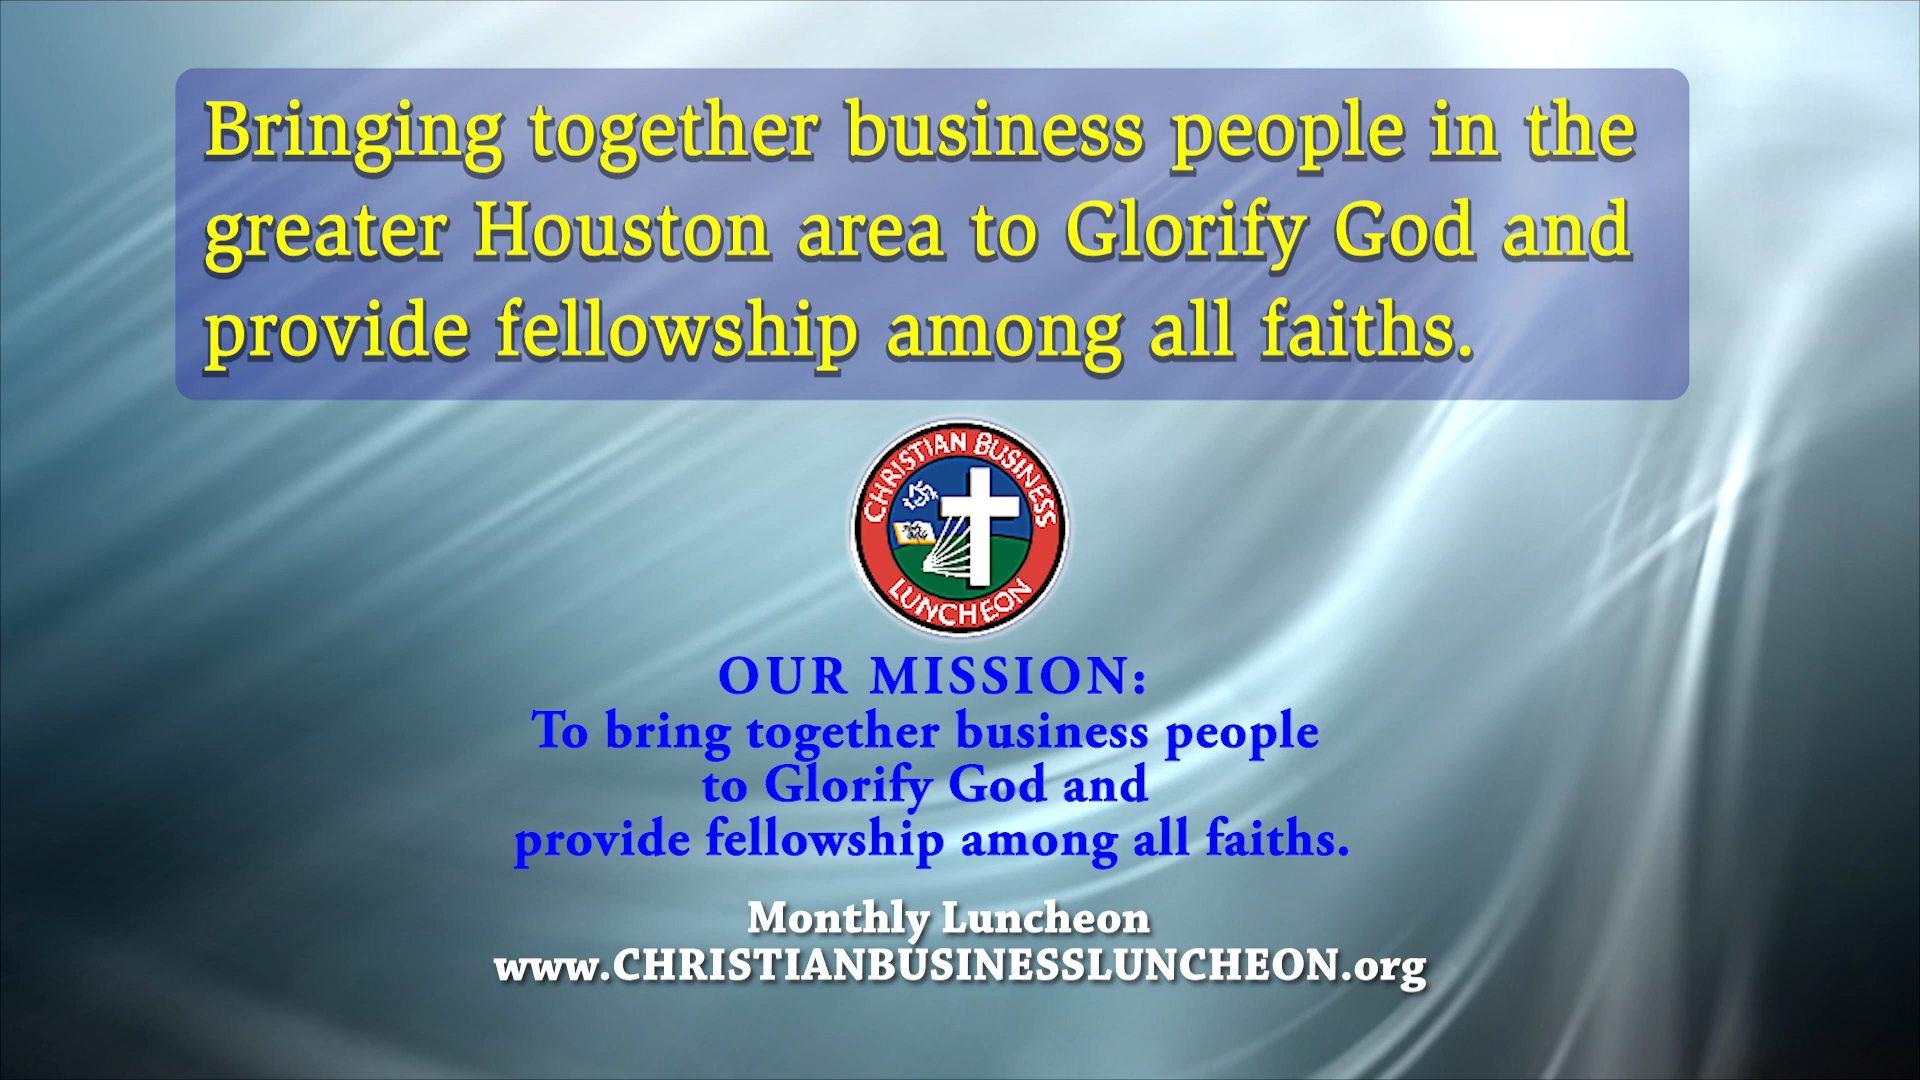 Bringing together business people in the
greater Houston area to Glorify God and
provide fellowship among all faiths.
CHRISTIAN BUSINESS
LUNCHEON
OUR MISSION:
To bring together business people
to Glorify God and
provide fellowship among all faiths.
Monthly Luncheon
www.CHRISTIANBUSINESSLUNCHEON.org